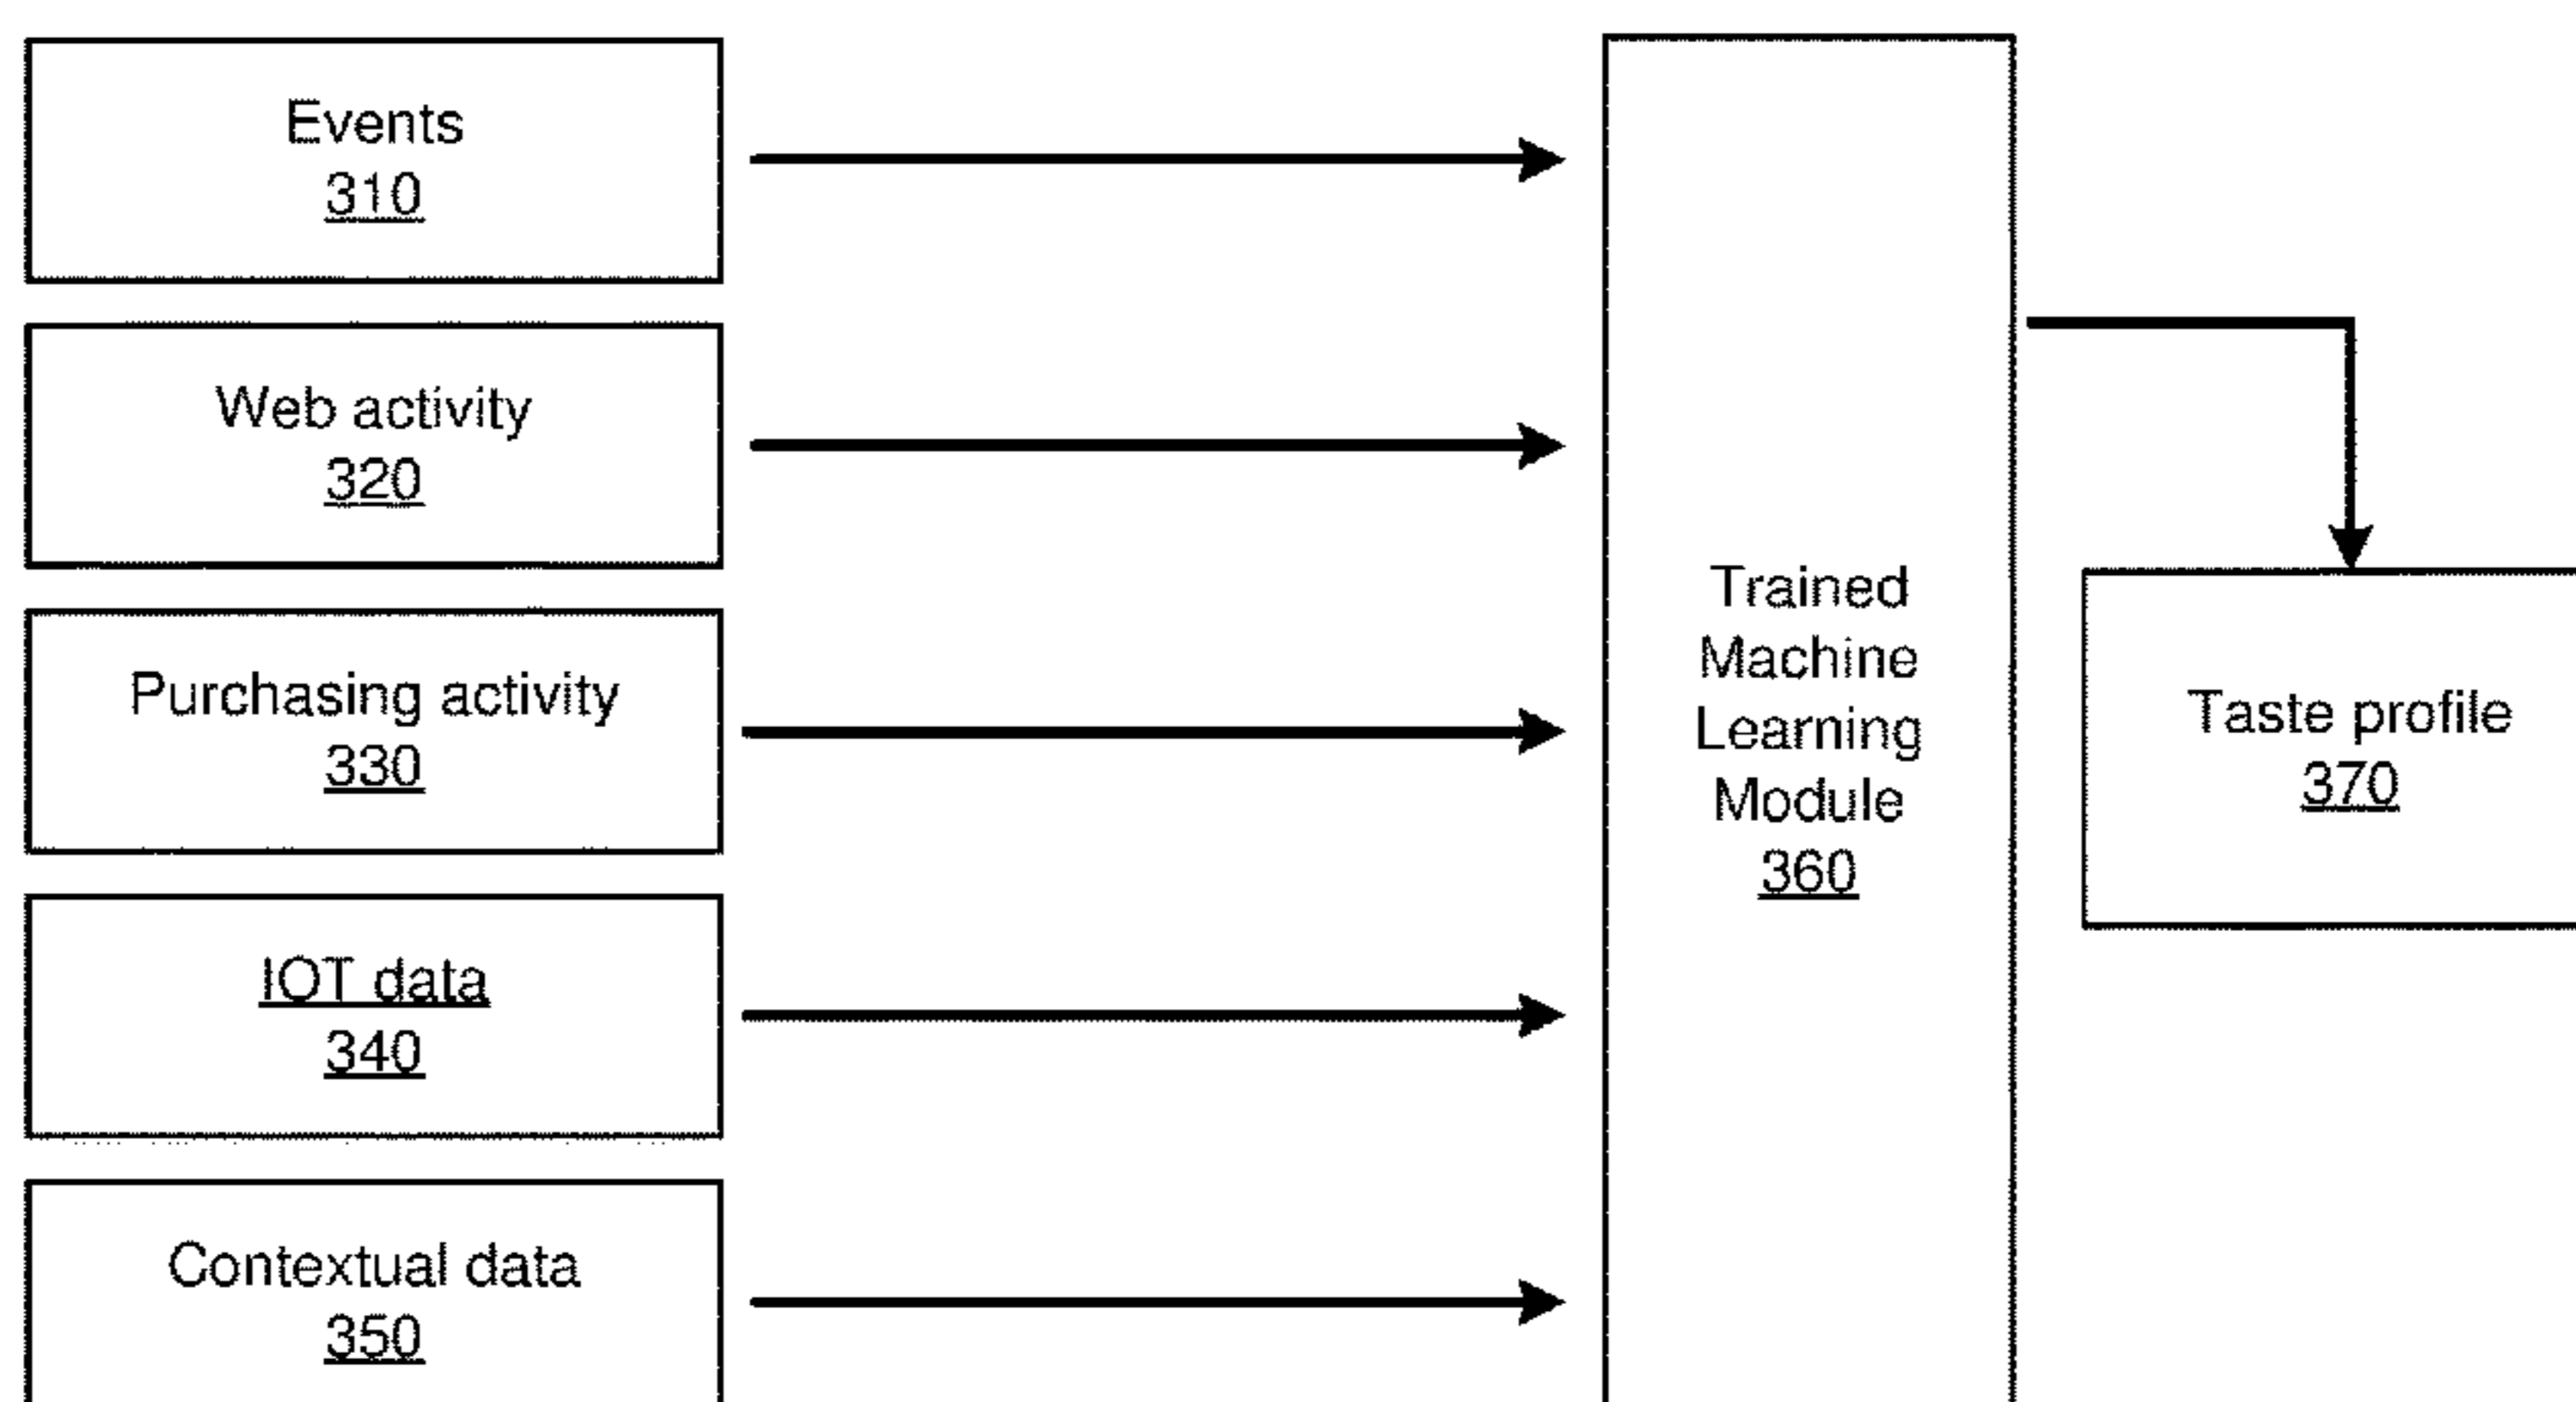 Events
310
Web activity
320
Purchasing activity
330
IOT data
340
Contextual data
350
Trained
Machine
Learning
Module
360
Taste profile
370